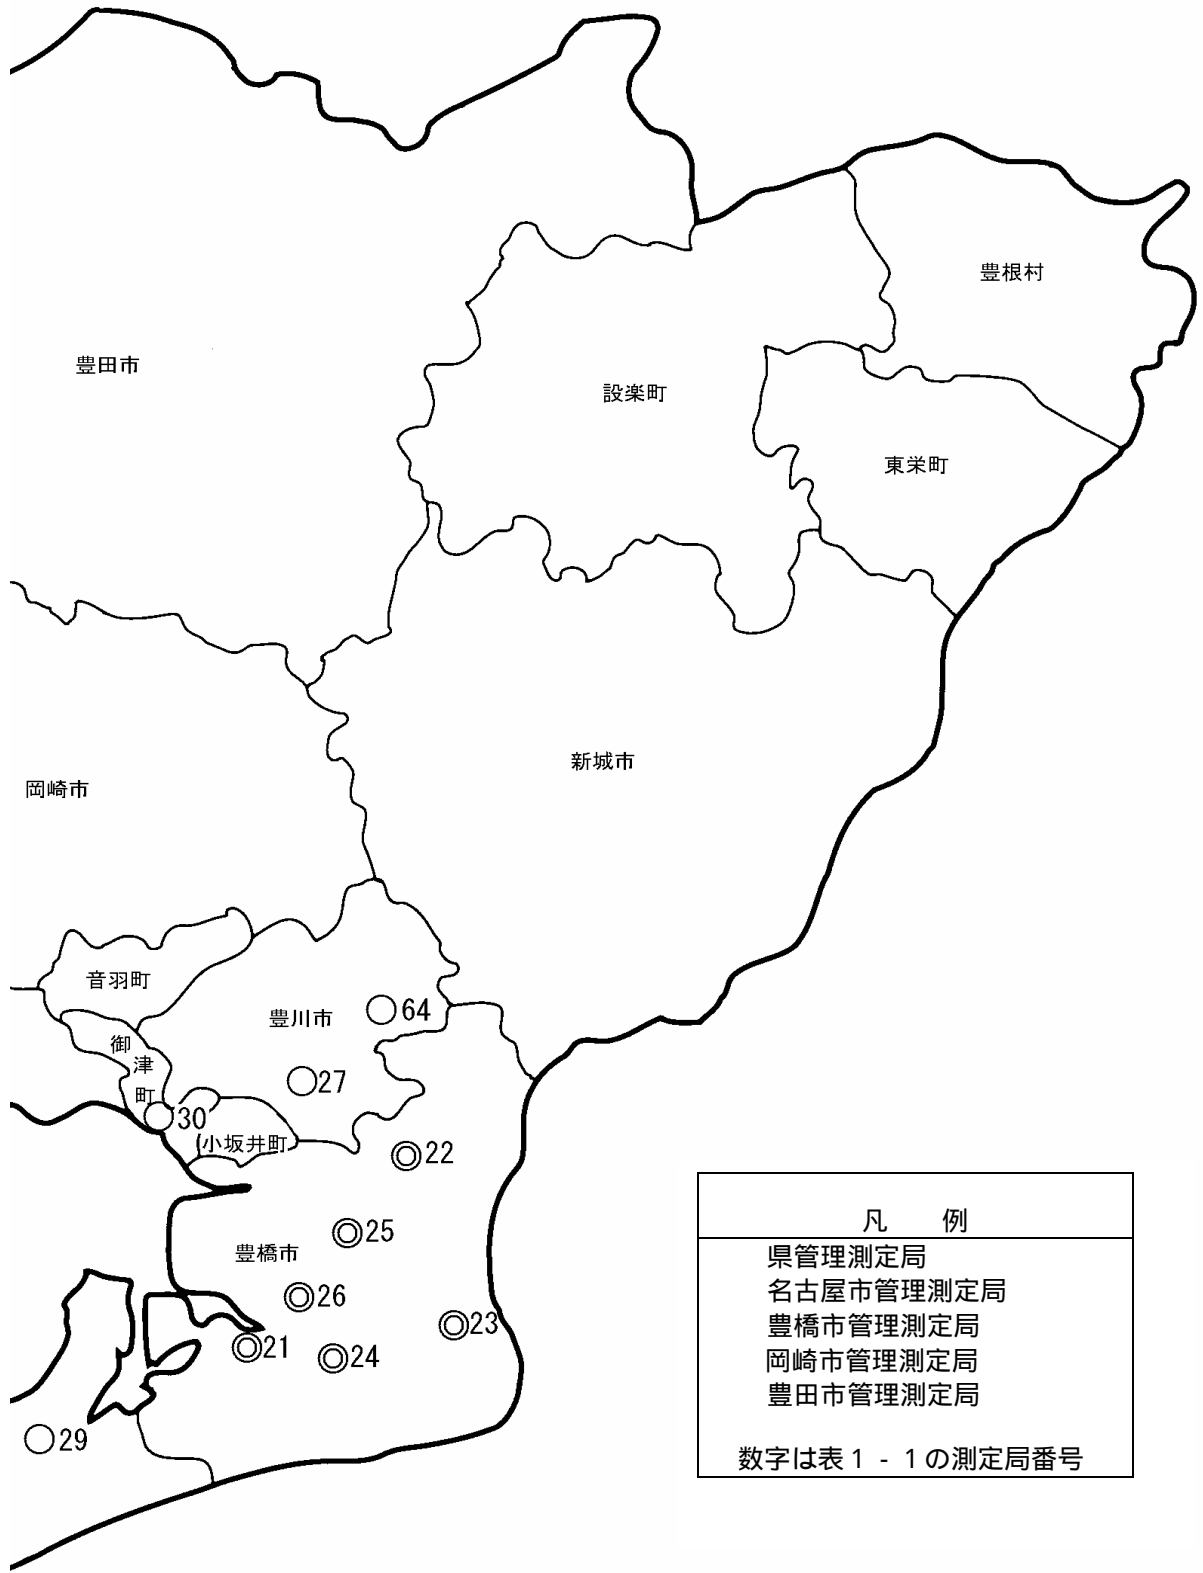 豊根村
豊田市
設楽町
東栄町
新城市
岡崎市
音羽町
64
豊川市
御津町
27
30
小坂井町
22
25
豊橋市
26
23
21
24
29
凡 例
県管理測定局
名古屋市管理測定局
豊橋市管理測定局
岡崎市管理測定局
豊田市管理測定局
数字は表1-1の測定局番号